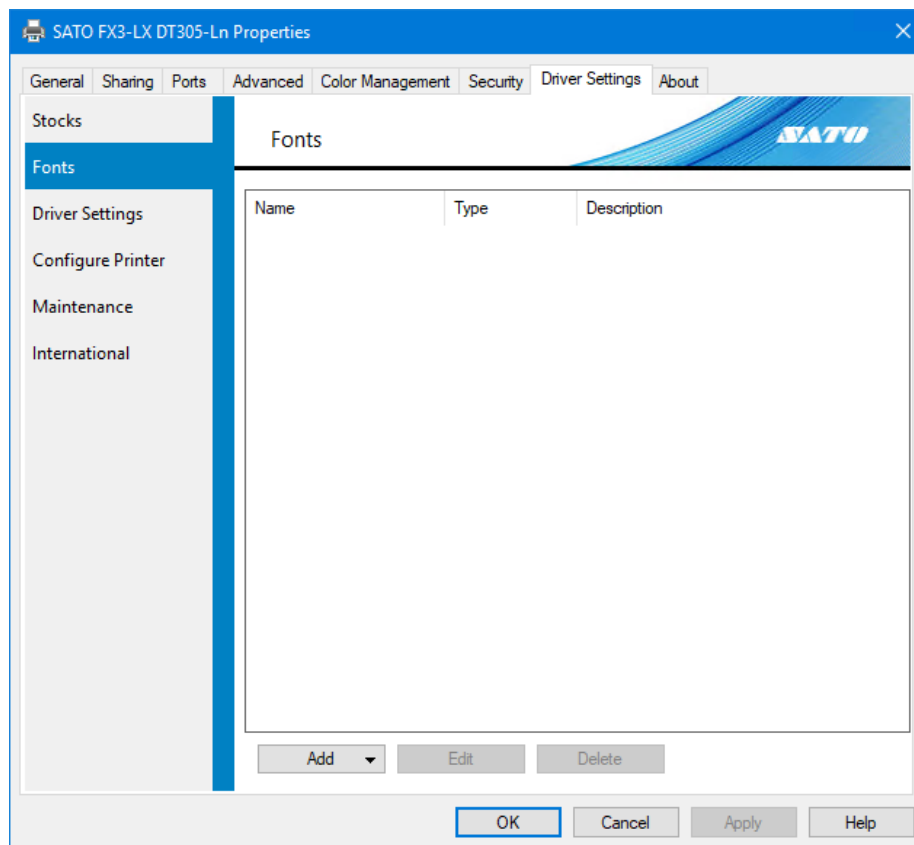 SATO FX3-LX DT305-Ln Properties
General Sharing Ports Advanced Color Management Security Driver Settings About
Stocks
Fonts
SATO
Fonts
Name Type Description
Driver Settings
Configure Printer
Maintenance
International
Add Edit Delete
OK Cancel Apply Help